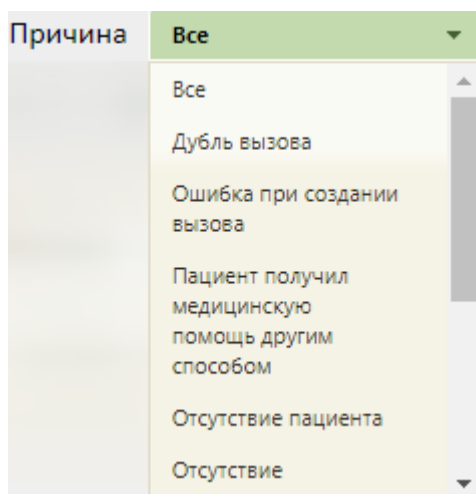 Причина Все
Все
Дубль вызова
Ошибка при создании
вызова
Пациент получил
медицинскую
помощь другим
способом
Отсутствие пациента
Отсутствие